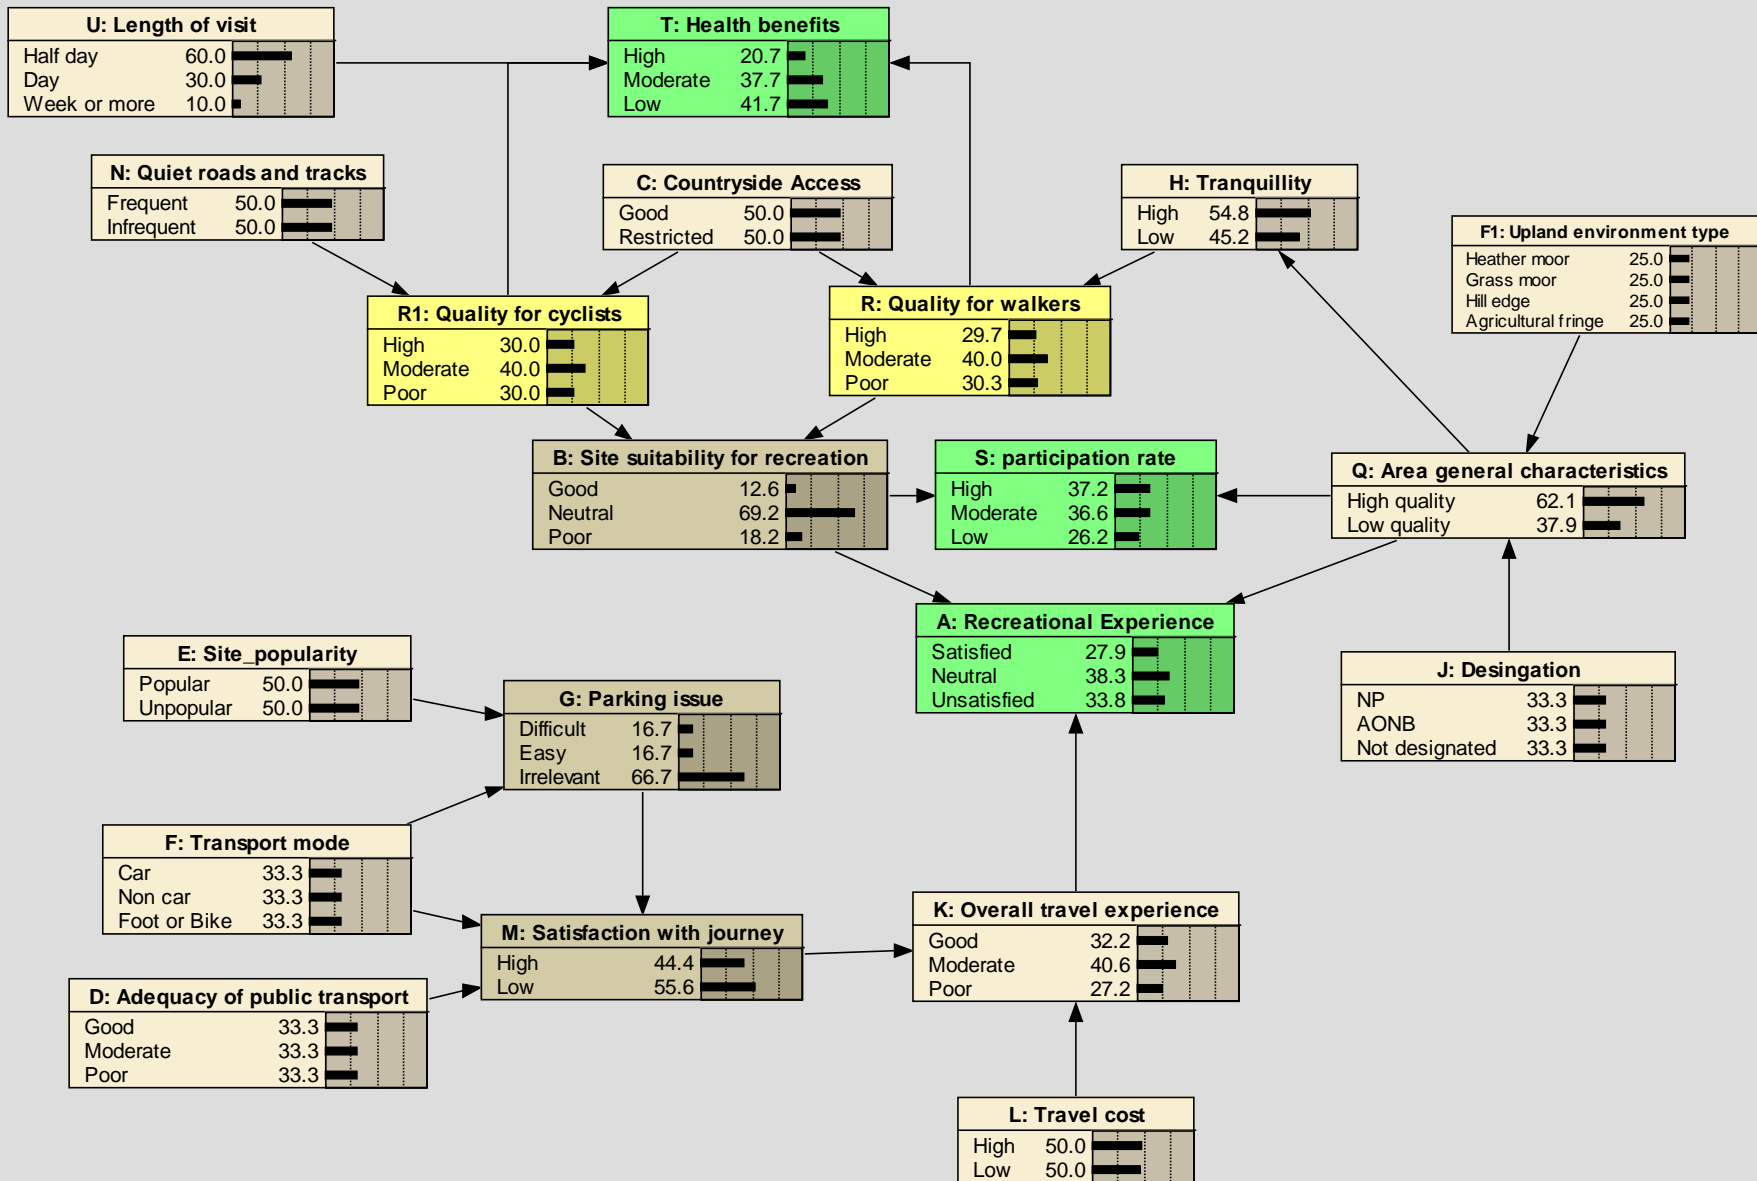 U: Length of visit
Half day 60.0
Day 30.0
Week or more 10.0
T: Health benefits
High 20.7
Moderate 37.7
Low 41.7
N: Quiet roads and tracks
Frequent 50.0
Infrequent 50.0
C: Countryside Access
Good 50.0
Restricted 50.0
H: Tranquillity
High 54.8
Low 45.2
F1: Upland environment type
Heather moor 25.0
Grass moor 25.0
Hill edge 25.0
Agricultural fringe 25.0
R1: Quality for cyclists
High 30.0
Moderate 40.0
Poor 30.0
R: Quality for walkers
High 29.7
Moderate 40.0
Poor 30.3
B: Site suitability for recreation
Good 12.6
Neutral 69.2
Poor 18.2
S: participation rate
High 37.2
Moderate 36.6
Low 26.2
Q: Area general characteristics
High quality 62.1
Low quality 37.9
A: Recreational Experience
Satisfied 27.9
Neutral 38.3
Unsatisfied 33.8
E: Site_popularity
Popular 50.0
Unpopular 50.0
G: Parking issue
Difficult 16.7
Easy 16.7
Irrelevant 66.7
J: Desingation
NP 33.3
AONB 33.3
Not designated 33.3
F: Transport mode
Car 33.3
Non car 33.3
Foot or Bike 33.3
M: Satisfaction with journey
High 44.4
Low 55.6
K: Overall travel experience
Good 32.2
Moderate 40.6
Poor 27.2
D: Adequacy of public transport
Good 33.3
Moderate 33.3
Poor 33.3
L: Travel cost
High 50.0
Low 50.0